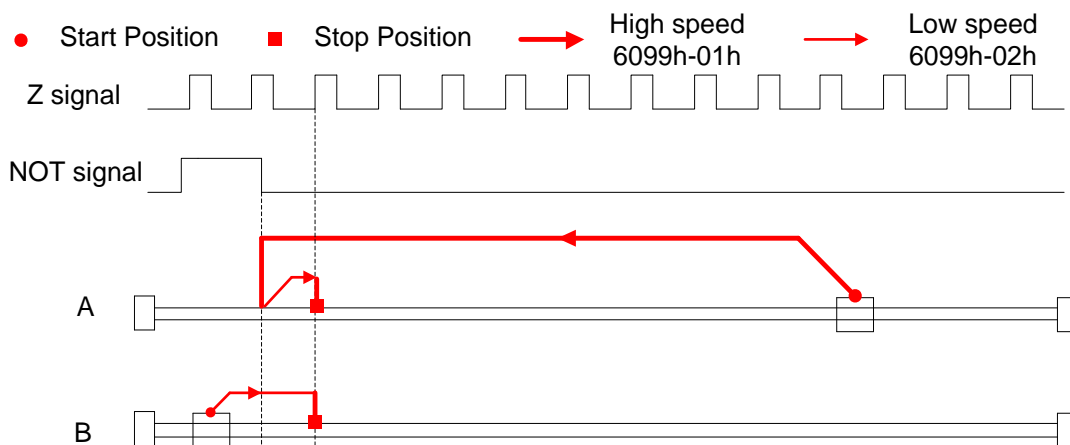 Start Position
Stop Position
High speed
6099h-01h
Low speed
6099h-02h
Z signal
NOT signal
A
B